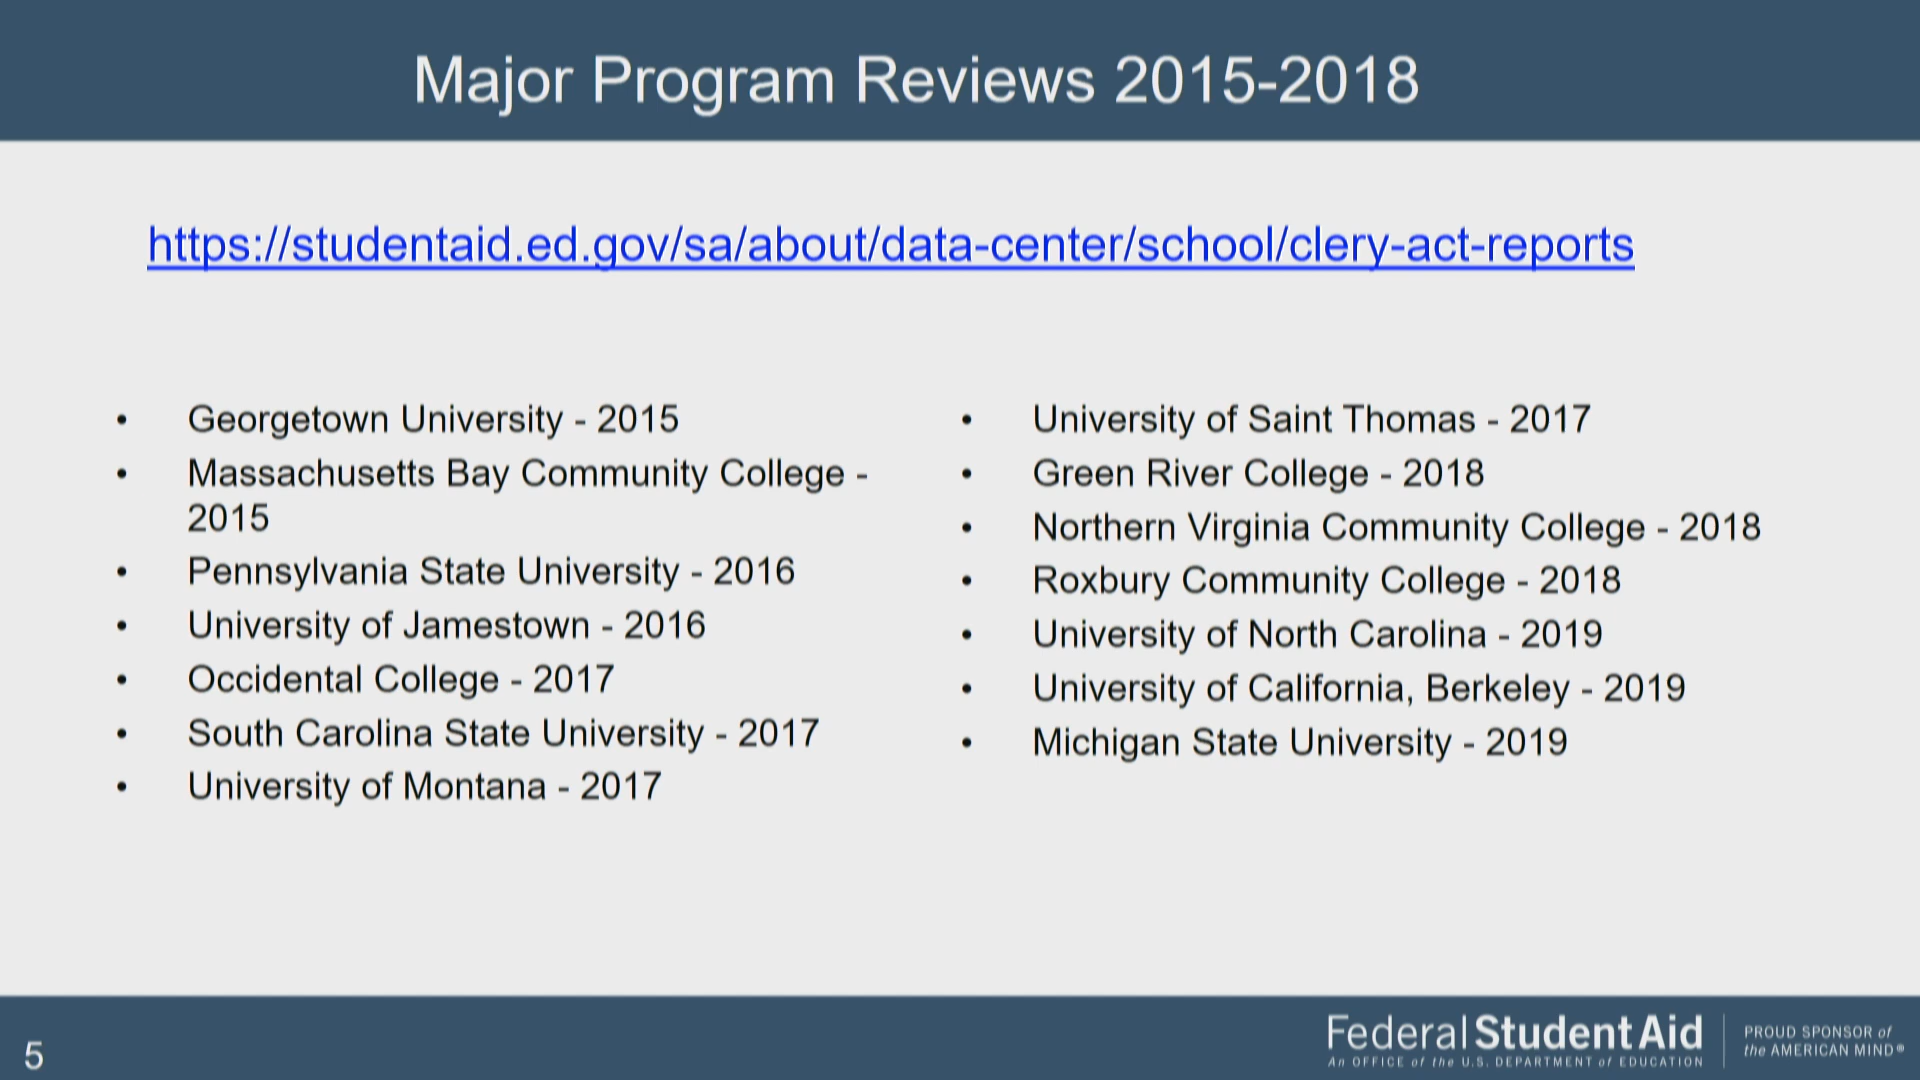 Major Program Reviews 2015-2018
https://studentaid.ed.gov/sa/about/data-center/school/clery-act-reports
• Georgetown University - 2015
• Massachusetts Bay Community College -
2015
• Pennsylvania State University - 2016
• University of Jamestown - 2016
• Occidental College - 2017
• South Carolina State University - 2017
• University of Montana - 2017
• University of Saint Thomas - 2017
• Green River College - 2018
• Northern Virginia Community College - 2018
• Roxbury Community College - 2018
• University of North Carolina - 2019
• University of California, Berkeley - 2019
• Michigan State University - 2019
5
Federal Student Aid
An OFFICE of the U.S. DEPARTMENT of EDUCATION
PROUD SPONSOR of
the AMERICAN MIND®